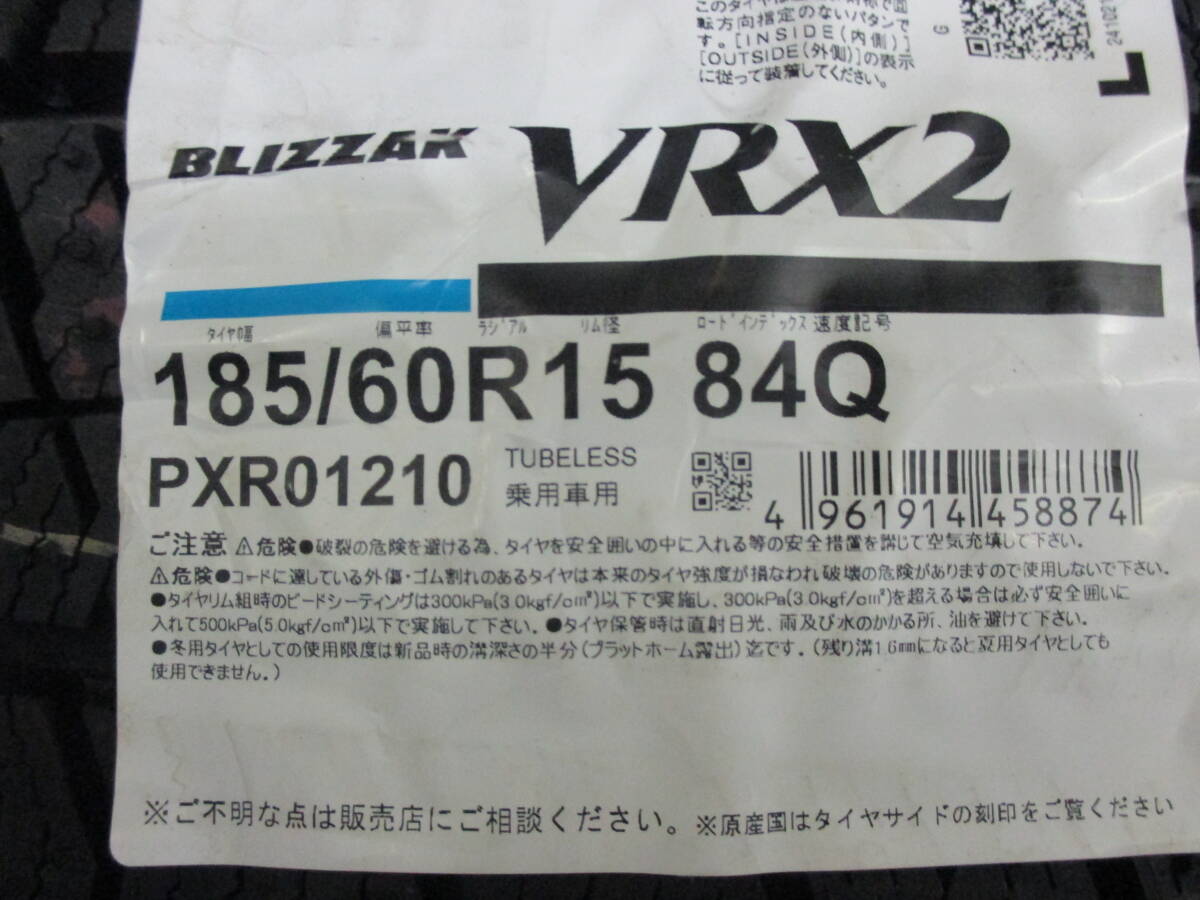 このタイヤは
転方向指定のないパタンで
す。[INSIDE(内側)]
[OUTSIDE(外側)]の表示
に従って装着してください。
G
L
BLIZZAK VRX2
タイヤ幅 偏平率 ラジアル リム径 ロードインデックス 速度記号
185/60R15 84Q
PXR01210
TUBELESS
乗用車用
4 961914 458874
ご注意 ⚠危険●破裂の危険を避ける為、タイヤを安全囲いの中に入れる等の安全措置を講じて空気充填して下さい。
⚠危険●コードに達している外傷・ゴム割れのあるタイヤは本来のタイヤ強度が損なわれ破壊の危険がありますので使用しないで下さい。
●タイヤリム組時のビードシーティングは300kPa(3.0kgf/cm²)以下で実施し、300kPa(3.0kgf/cm²)を超える場合は必ず安全囲いに
入れて500kPa(5.0kgf/cm²)以下で実施して下さい。●タイヤ保管時は直射日光、雨及び水のかかる所、油を避けて下さい。
●冬用タイヤとしての使用限度は新品時の溝深さの半分(プラットホーム露出)迄です。(残り溝1.6mmになると夏用タイヤとしても
使用できません。)
※ご不明な点は販売店にご相談ください。 ※原産国はタイヤサイドの刻印をご覧ください